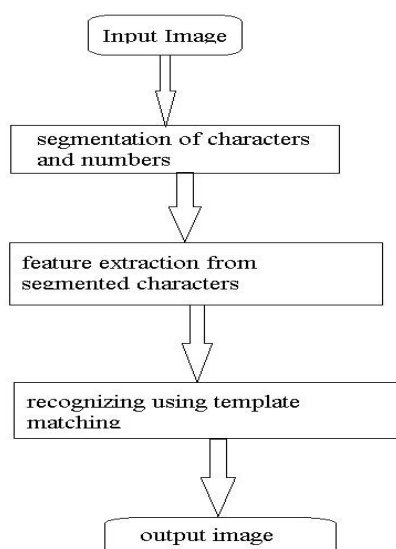 Input Image
segmentation of characters
and numbers
feature extraction from
segmented characters
recognizing using template
matching
output image